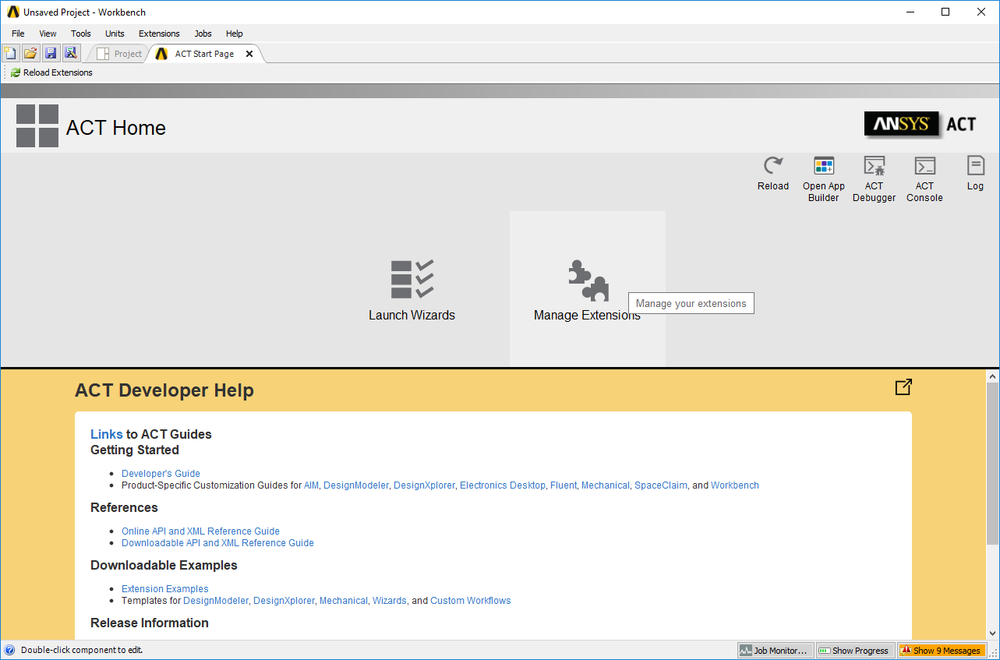 Unsaved Project - Workbench
File View Tools Units Extensions Jobs Help
Project ACT Start Page
Reload Extensions
ACT Home
ANSYS ACT
Reload Open App Builder ACT Debugger ACT Console Log
Launch Wizards Manage Extensions
Manage your extensions
ACT Developer Help
Links to ACT Guides
Getting Started
• Developer's Guide
• Product-Specific Customization Guides for AIM, DesignModeler, DesignXplorer, Electronics Desktop, Fluent, Mechanical, SpaceClaim, and Workbench
References
• Online API and XML Reference Guide
• Downloadable API and XML Reference Guide
Downloadable Examples
• Extension Examples
• Templates for DesignModeler, DesignXplorer, Mechanical, Wizards, and Custom Workflows
Release Information
Double-click component to edit.
Job Monitor... Show Progress Show 9 Messages